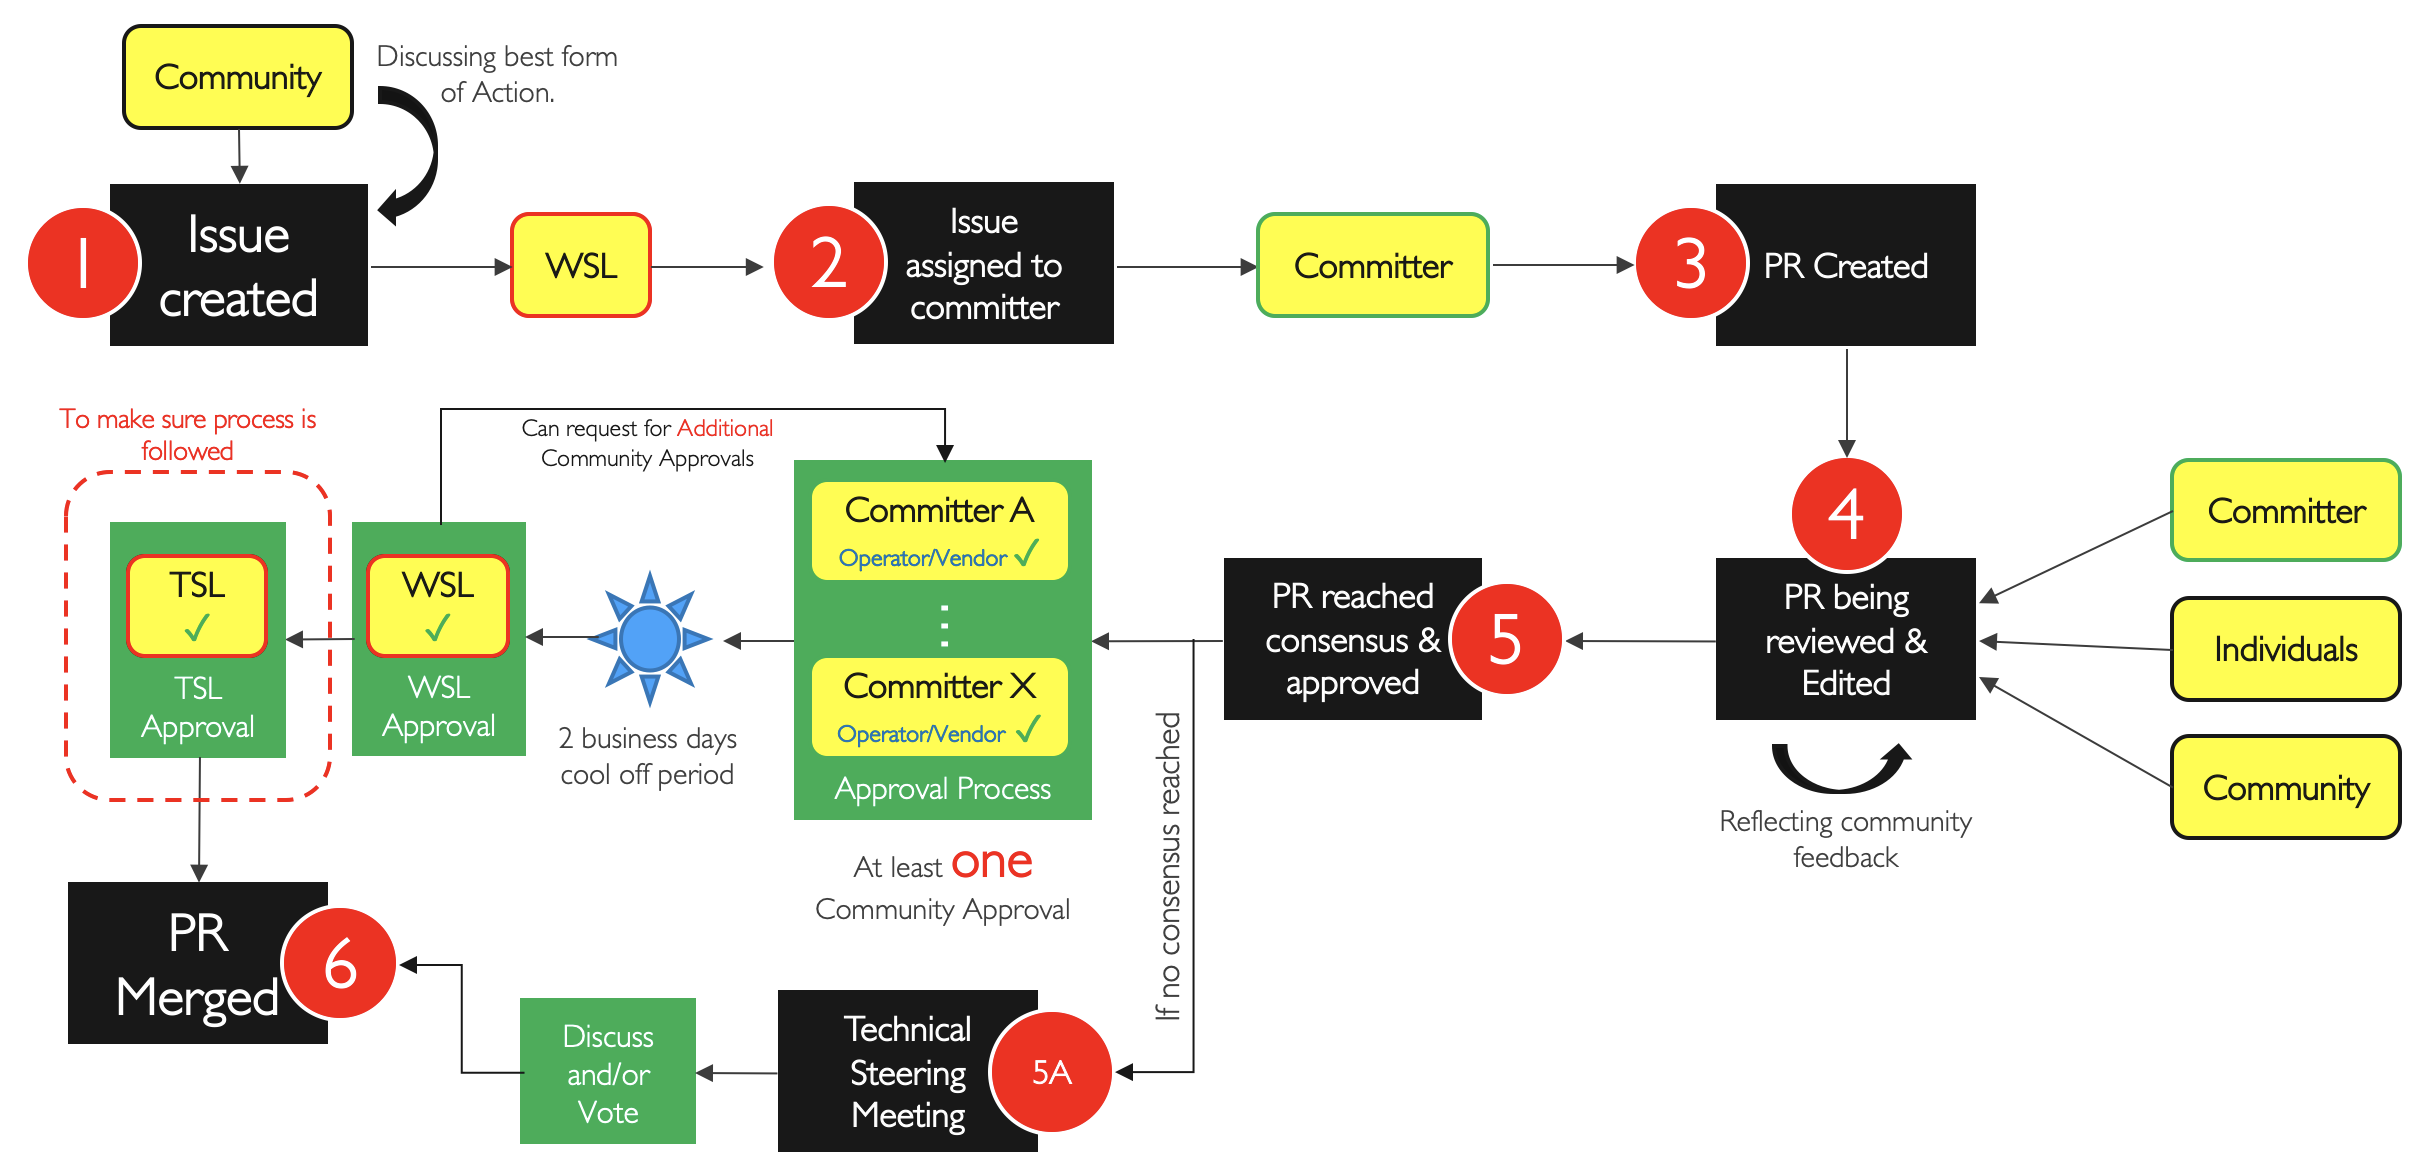 Community
Discussing best form
of Action.
1
Issue
created
WSL
2
Issue
assigned to
committer
Committer
3
PR Created
To make sure process is
followed
Can request for Additional
Community Approvals
TSL
✓
TSL
Approval
WSL
✓
WSL
Approval
2 business days
cool off period
Committer A
Operator/Vendor ✓
⋮
Committer X
Operator/Vendor ✓
Approval Process
At least one
Community Approval
If no consensus reached
PR reached
consensus &
approved
5
4
PR being
reviewed &
Edited
Reflecting community
feedback
Committer
Individuals
Community
PR
Merged
6
Discuss
and/or
Vote
Technical
Steering
Meeting
5A